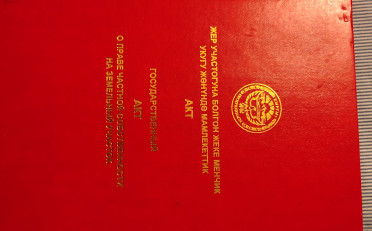 ЖЕР УЧАСТОГУНА БОЛГОН ЖЕКЕ МЕНЧИК
УКУГУ ЖӨНҮНДӨ МАМЛЕКЕТТИК
АКТ
ГОСУДАРСТВЕННЫЙ
АКТ
О ПРАВЕ ЧАСТНОЙ СОБСТВЕННОСТИ
НА ЗЕМЕЛЬНЫЙ УЧАСТОК